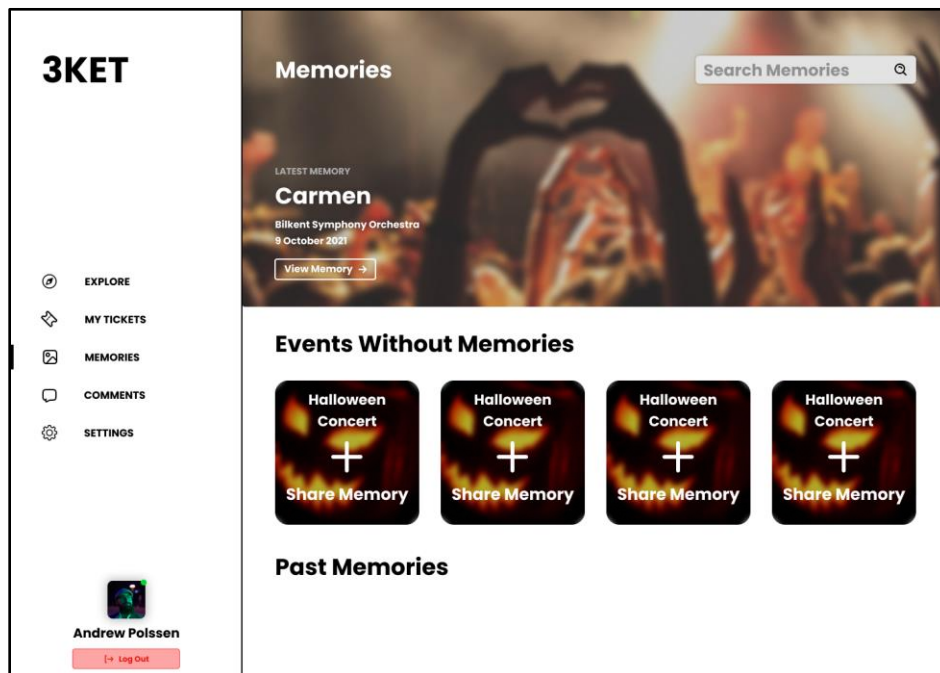 3KET
EXPLORE
MY TICKETS
MEMORIES
COMMENTS
SETTINGS
Andrew Polssen
Log Out
Memories
Search Memories
LATEST MEMORY
Carmen
Bilkent Symphony Orchestra
9 October 2021
View Memory →
Events Without Memories
Halloween
Concert
Share Memory
Halloween
Concert
Share Memory
Halloween
Concert
Share Memory
Halloween
Concert
Share Memory
Past Memories